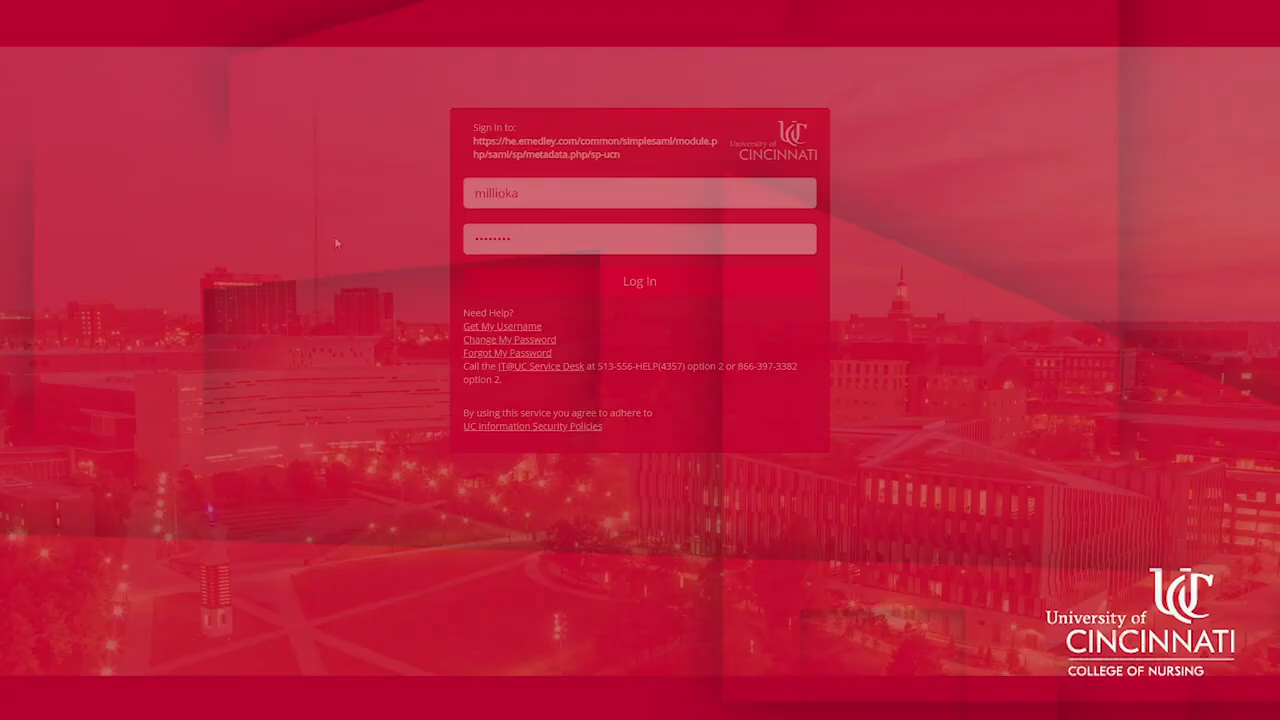 Sign In to:
https://he.emedley.com/common/simplesaml/module.p
hp/saml/sp/metadata.php/sp-ucn
University of
CINCINNATI
millioka
••••••••
Log In
Need Help?
Get My Username
Change My Password
Forgot My Password
Call the IT@UC Service Desk at 513-556-HELP(4357) option 2 or 866-397-3382
option 2.
By using this service you agree to adhere to
UC Information Security Policies
UC
University of
CINCINNATI
COLLEGE OF NURSING